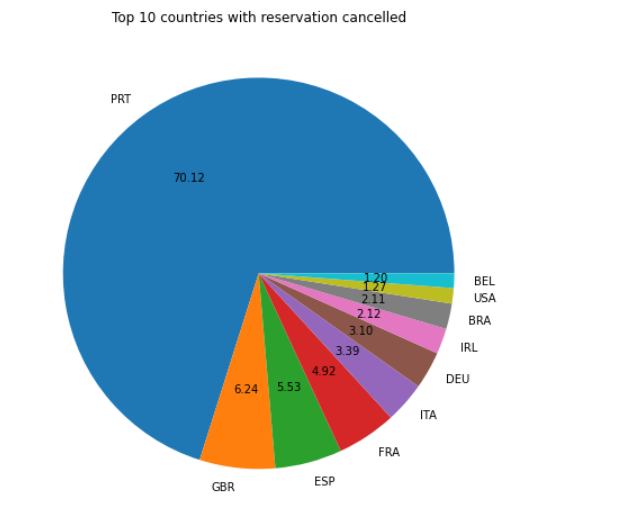 Top 10 countries with reservation cancelled
PRT
70.12
1.20
BEL
1.27
USA
2.11
BRA
2.12
IRL
3.10
DEU
3.39
ITA
4.92
FRA
5.53
ESP
6.24
GBR